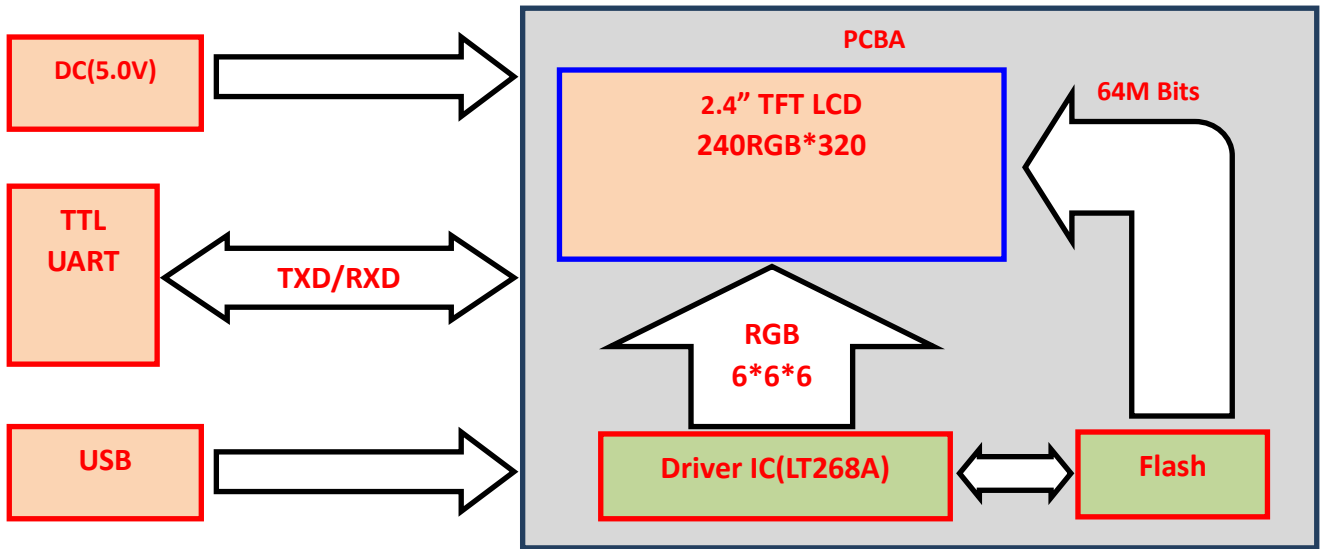 PCBA
DC(5.0V)
2.4” TFT LCD
240RGB*320
64M Bits
TTL
UART
TXD/RXD
RGB
6*6*6
USB
Driver IC(LT268A)
Flash